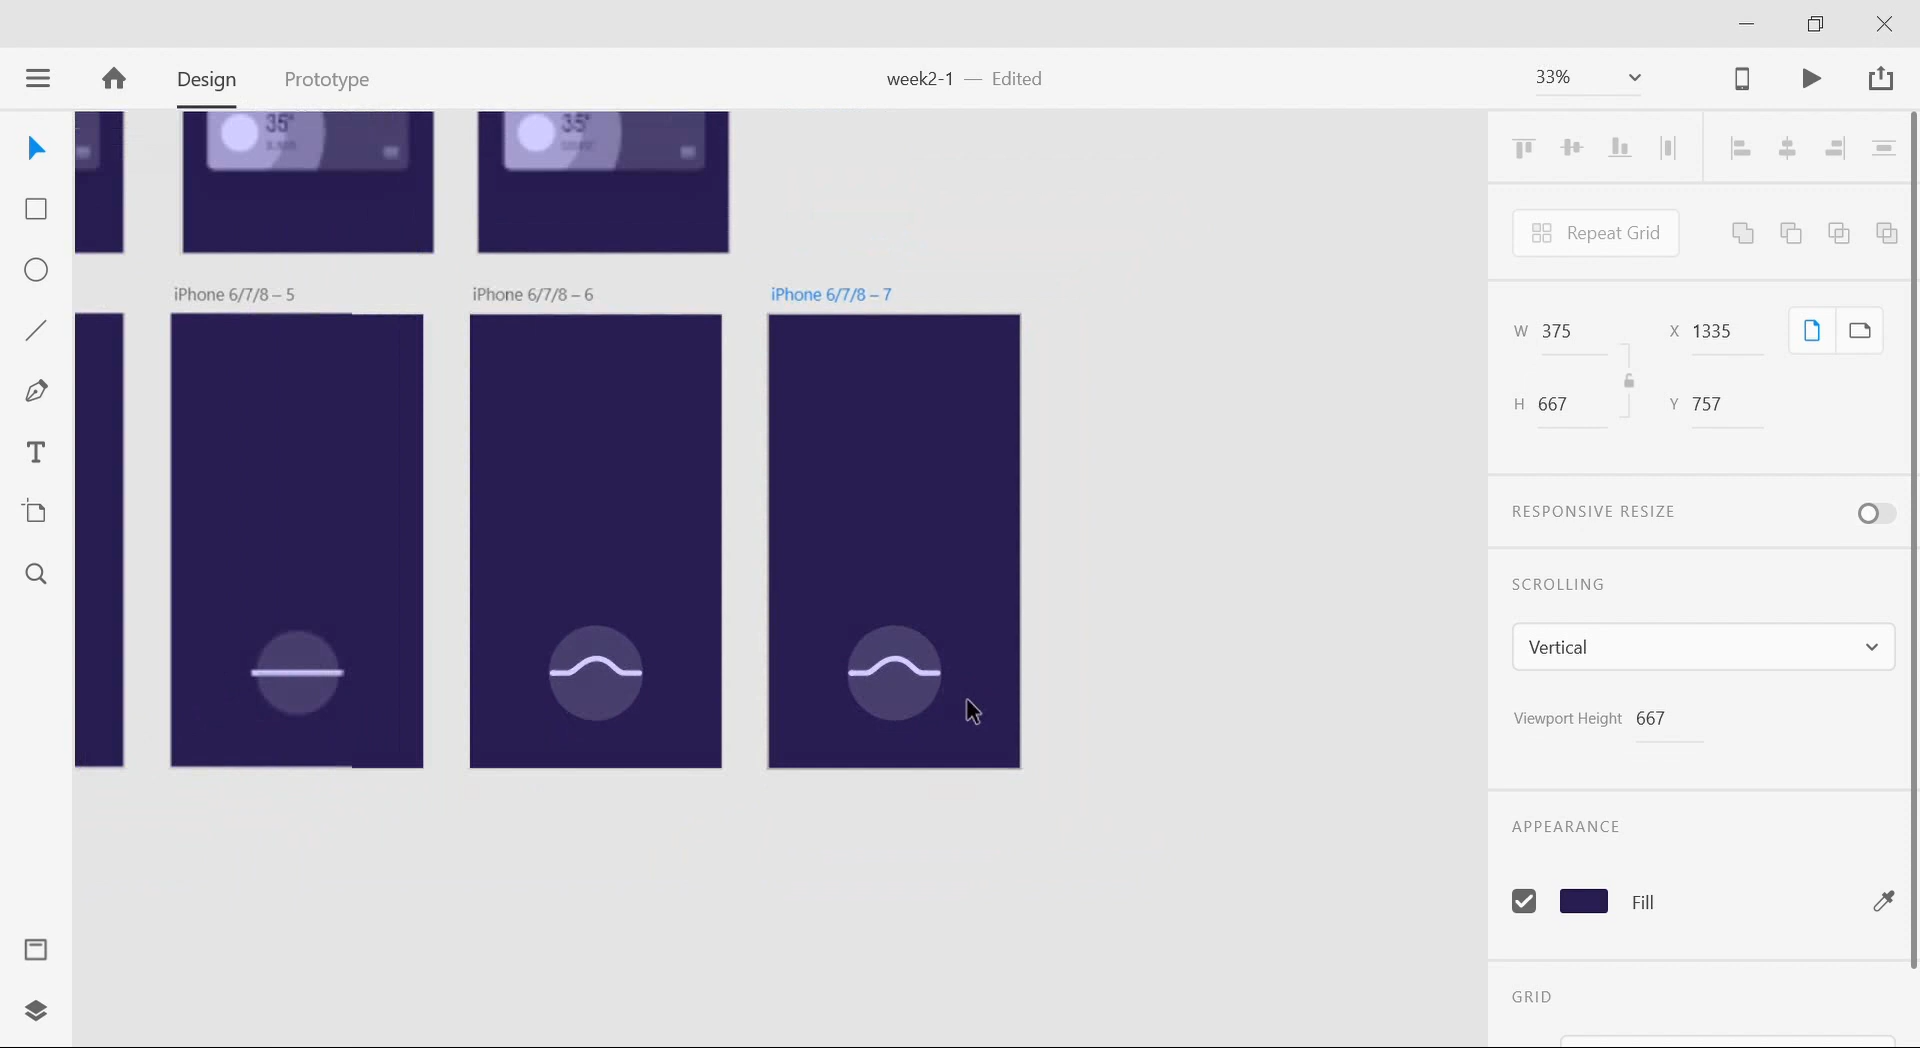 Design Prototype week2-1 — Edited 33%
35°
35°
Repeat Grid
iPhone 6/7/8 – 5 iPhone 6/7/8 – 6 iPhone 6/7/8 – 7
W 375 X 1335
H 667 Y 757
RESPONSIVE RESIZE
SCROLLING
Vertical
Viewport Height 667
APPEARANCE
Fill
GRID